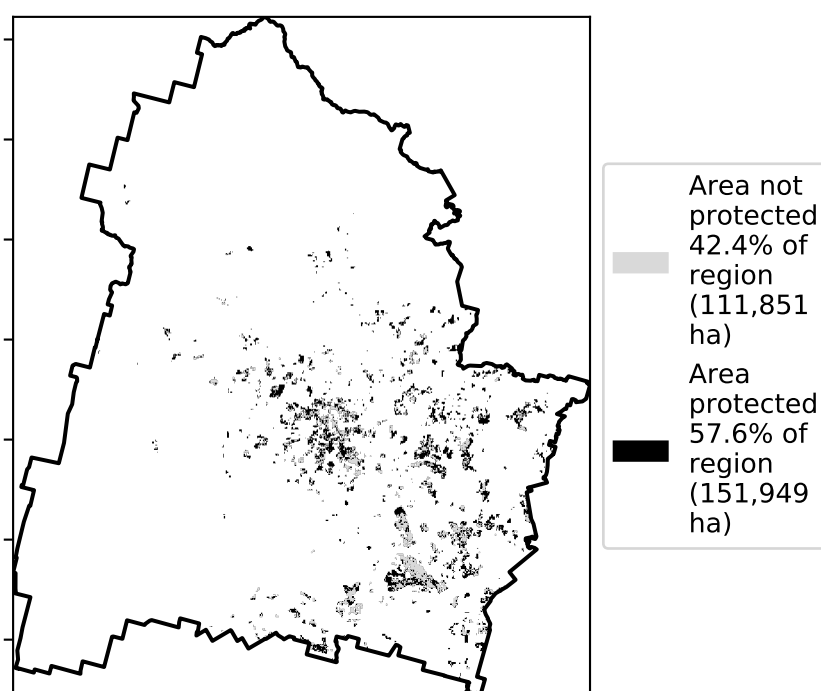 Area not
protected
42.4% of
region
(111,851
ha)
Area
protected
57.6% of
region
(151,949
ha)